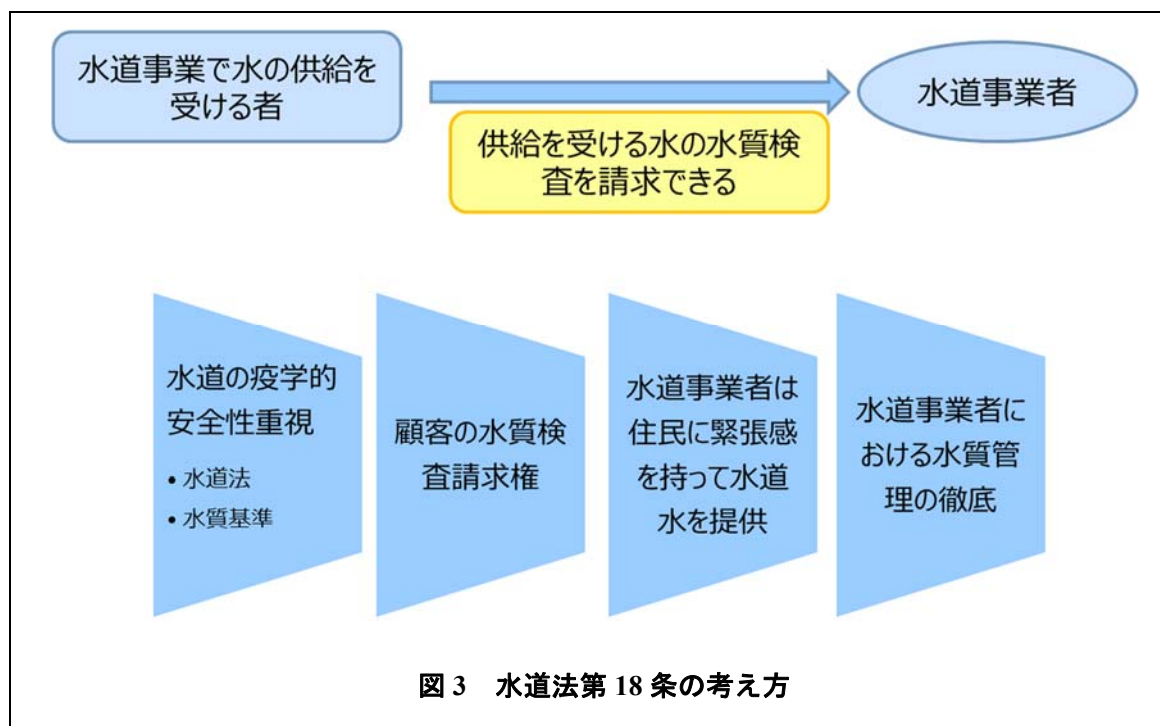 水道事業で水の供給を
受ける者
水道事業者
供給を受ける水の水質検
査を請求できる
水道の疫学的
安全性重視
• 水道法
• 水質基準
顧客の水質検
査請求権
水道事業者は
住民に緊張感
を持って水道
水を提供
水道事業者に
おける水質管
理の徹底
図 3　水道法第 18 条の考え方